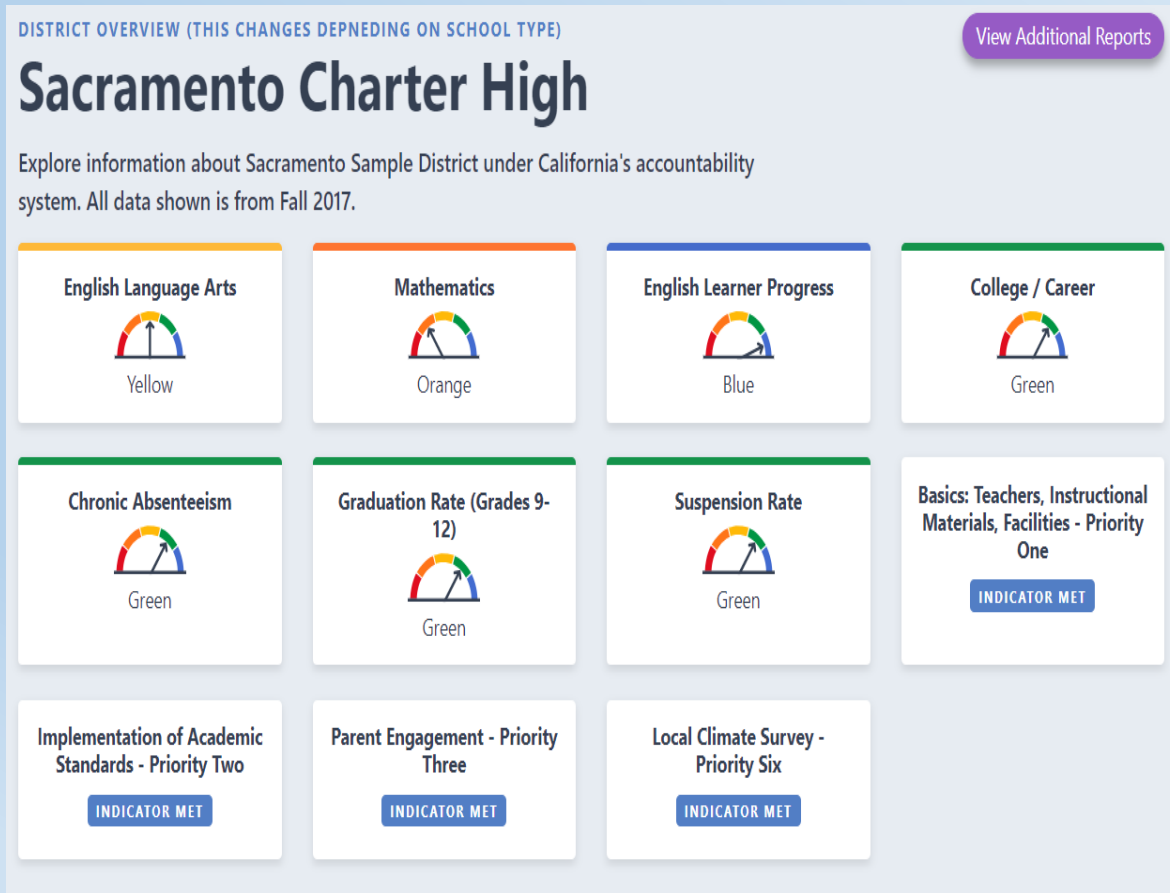 DISTRICT OVERVIEW (THIS CHANGES DEPNEDING ON SCHOOL TYPE)
View Additional Reports
Sacramento Charter High
Explore information about Sacramento Sample District under California's accountability
system. All data shown is from Fall 2017.
English Language Arts
Yellow
Mathematics
Orange
English Learner Progress
Blue
College / Career
Green
Chronic Absenteeism
Green
Graduation Rate (Grades 9-
12)
Green
Suspension Rate
Green
Basics: Teachers, Instructional
Materials, Facilities - Priority
One
INDICATOR MET
Implementation of Academic
Standards - Priority Two
INDICATOR MET
Parent Engagement - Priority
Three
INDICATOR MET
Local Climate Survey -
Priority Six
INDICATOR MET